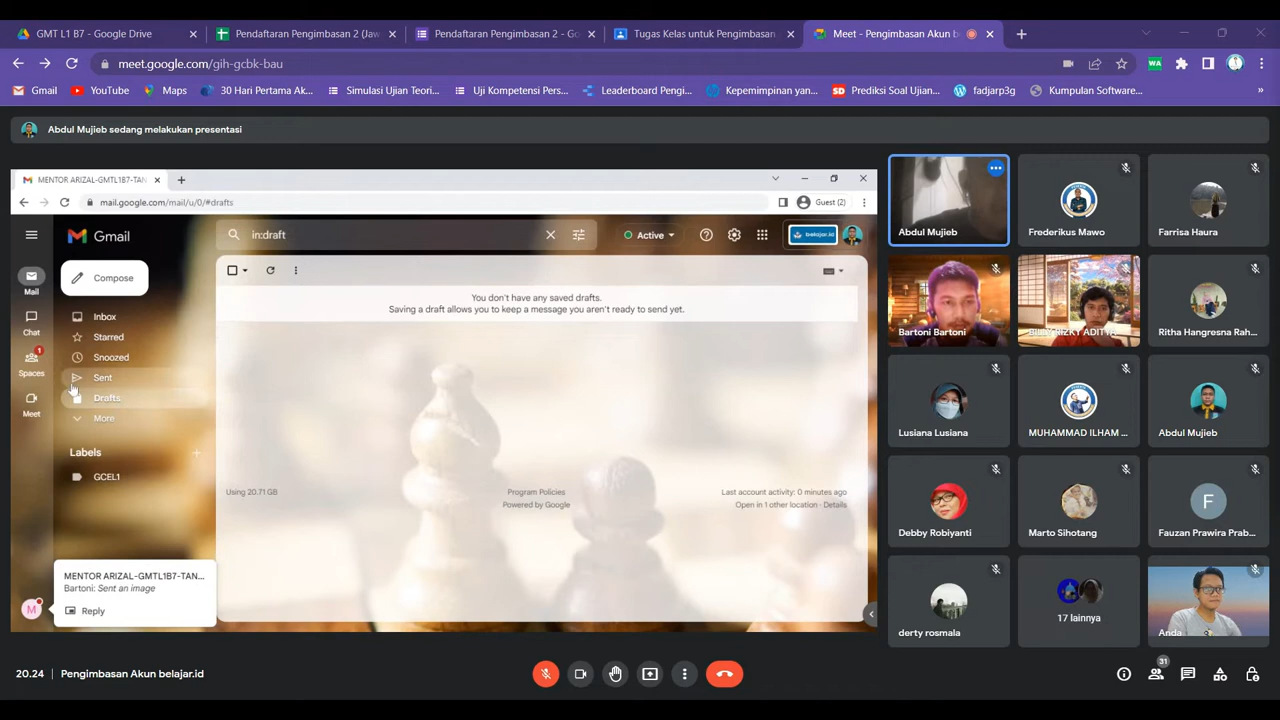 GMT L1 B7 - Google Drive
Pendaftaran Pengimbasan 2 (Jaw
Pendaftaran Pengimbasan 2 - Go
Tugas Kelas untuk Pengimbasan
Meet - Pengimbasan Akun bel
meet.google.com/gih-gcbk-bau
WA
Gmail
YouTube
Maps
30 Hari Pertama Ak...
Simulasi Ujian Teori...
Uji Kompetensi Pers...
Leaderboard Pengi...
Kepemimpinan yan...
SD
Prediksi Soal Ujian...
fadjarp3g
Kumpulan Software...
»
Abdul Mujieb sedang melakukan presentasi
MENTOR ARIZAL-GMTL1B7-TAN
mail.google.com/mail/u/0/#drafts
Guest (2)
Gmail
in:draft
Active
belajar.id
Mail
Compose
You don't have any saved drafts.
Saving a draft allows you to keep a message you aren't ready to send yet.
Chat
Inbox
Starred
1
Spaces
Snoozed
Sent
Meet
Drafts
More
Labels
GCEL1
Using 20.71 GB
Program Policies
Powered by Google
Last account activity: 0 minutes ago
Open in 1 other location · Details
MENTOR ARIZAL-GMTL1B7-TAN...
Bartoni: Sent an image
M
Reply
Abdul Mujieb
Frederikus Mawo
Farrisa Haura
Bartoni Bartoni
BILLY RIZKY ADITYA
Ritha Hangresna Rah...
Lusiana Lusiana
MUHAMMAD ILHAM ...
Abdul Mujieb
Debby Robiyanti
Marto Sihotang
F
Fauzan Prawira Prab...
derty rosmala
17 lainnya
Anda
20.24
Pengimbasan Akun belajar.id
31